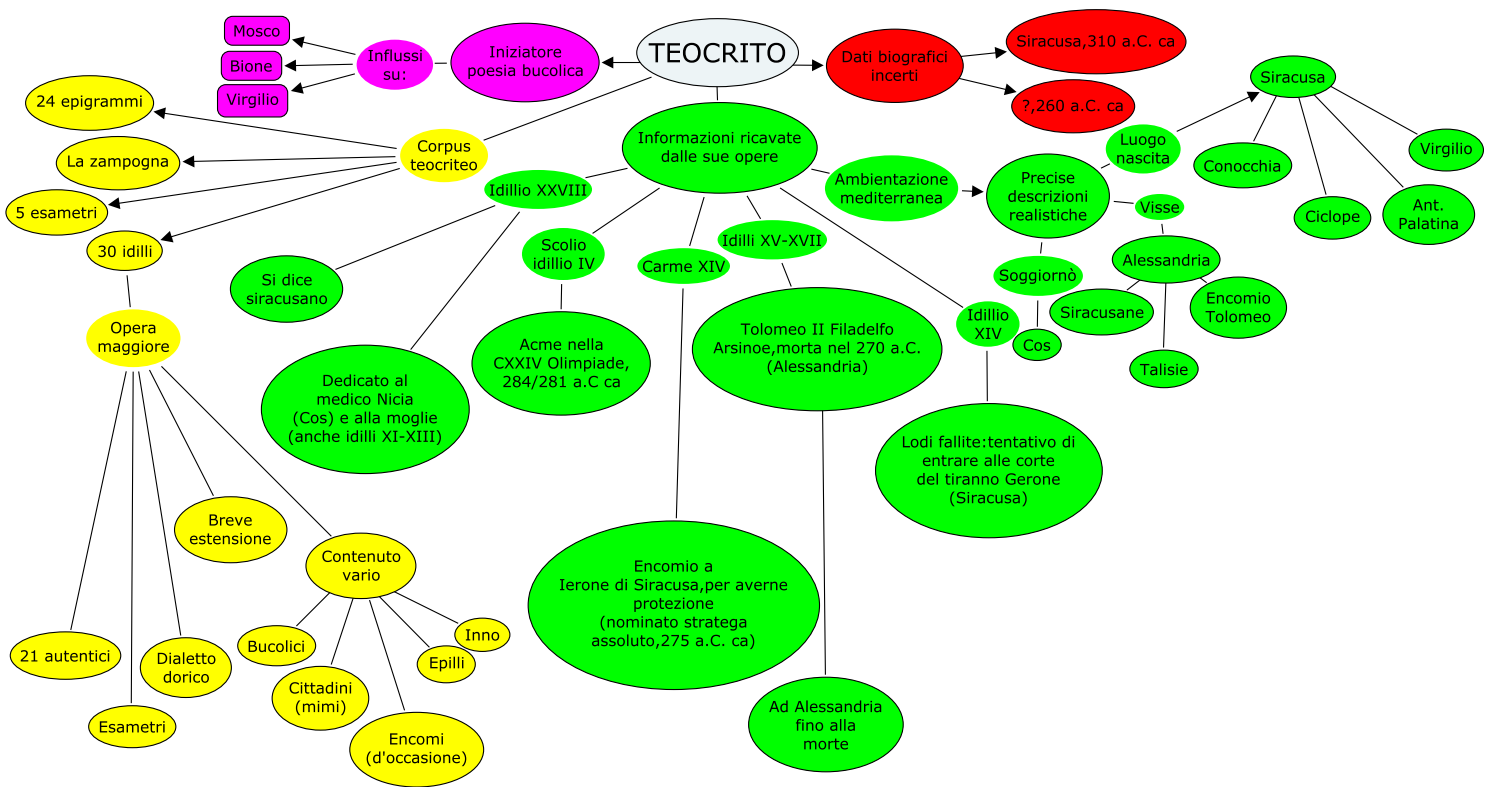 TEOCRITO
Iniziatore
poesia bucolica
Influssi
su:
Mosco
Bione
Virgilio
Dati biografici
incerti
Siracusa,310 a.C. ca
?,260 a.C. ca
Corpus
teocriteo
24 epigrammi
La zampogna
5 esametri
30 idilli
Opera
maggiore
21 autentici
Esametri
Dialetto
dorico
Breve
estensione
Contenuto
vario
Bucolici
Cittadini
(mimi)
Encomi
(d'occasione)
Epilli
Inno
Informazioni ricavate
dalle sue opere
Idillio XXVIII
Si dice
siracusano
Dedicato al
medico Nicia
(Cos) e alla moglie
(anche idilli XI-XIII)
Scolio
idillio IV
Acme nella
CXXIV Olimpiade,
284/281 a.C ca
Carme XIV
Encomio a
Ierone di Siracusa,per averne
protezione
(nominato stratega
assoluto,275 a.C. ca)
Idilli XV-XVII
Tolomeo II Filadelfo
Arsinoe,morta nel 270 a.C.
(Alessandria)
Ad Alessandria
fino alla
morte
Idillio
XIV
Lodi fallite:tentativo di
entrare alle corte
del tiranno Gerone
(Siracusa)
Ambientazione
mediterranea
Precise
descrizioni
realistiche
Luogo
nascita
Siracusa
Conocchia
Ciclope
Ant.
Palatina
Virgilio
Visse
Alessandria
Siracusane
Talisie
Encomio
Tolomeo
Soggiornò
Cos